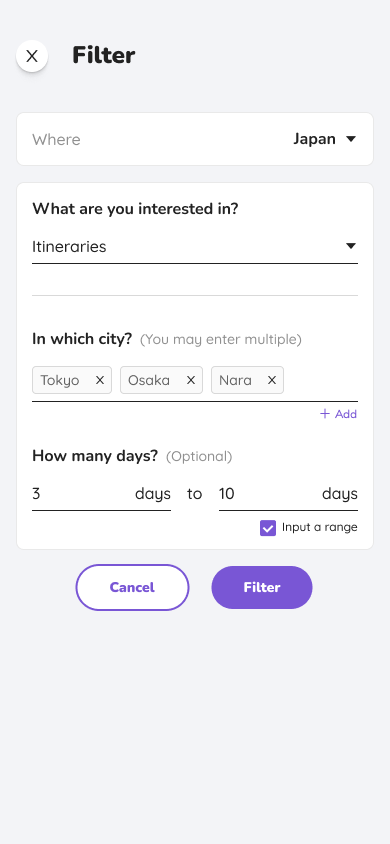 X Filter
Where Japan
What are you interested in?
Itineraries
In which city? (You may enter multiple)
Tokyo X Osaka X Nara X
+ Add
How many days? (Optional)
3 days to 10 days
Input a range
Cancel Filter